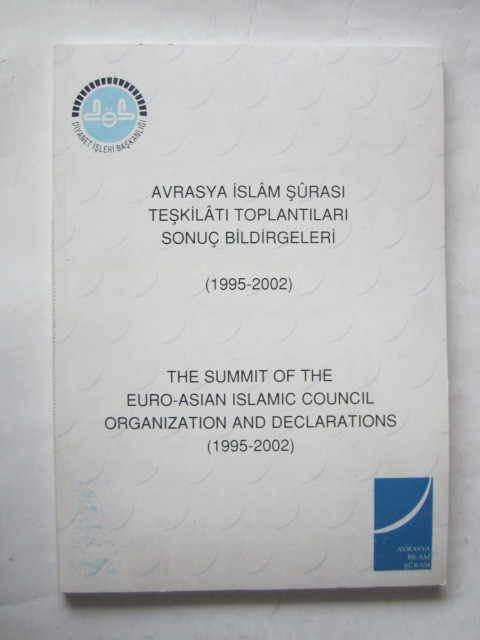 DİYANET İŞLERİ BAŞKANLIĞI
AVRASYA İSLÂM ŞÛRASI
TEŞKİLÂTI TOPLANTILARI
SONUÇ BİLDİRGELERİ
(1995-2002)
THE SUMMIT OF THE
EURO-ASIAN ISLAMIC COUNCIL
ORGANIZATION AND DECLARATIONS
(1995-2002)
AVRASYA
İSLAM
ŞÛRASI